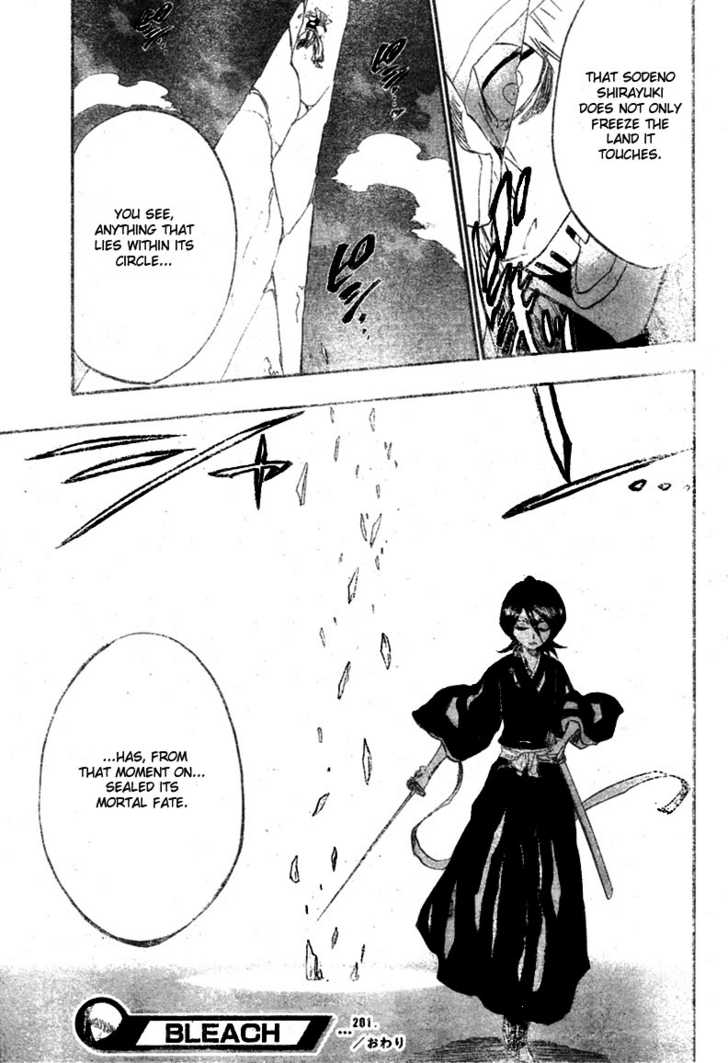 THAT SODENO
SHIRAYUKI
DOES NOT ONLY
FREEZE THE
LAND IT
TOUCHES.
YOU SEE,
ANYTHING THAT
LIES WITHIN ITS
CIRCLE...
...HAS, FROM
THAT MOMENT ON...
SEALED ITS
MORTAL FATE.
BLEACH
...201.
/おわり